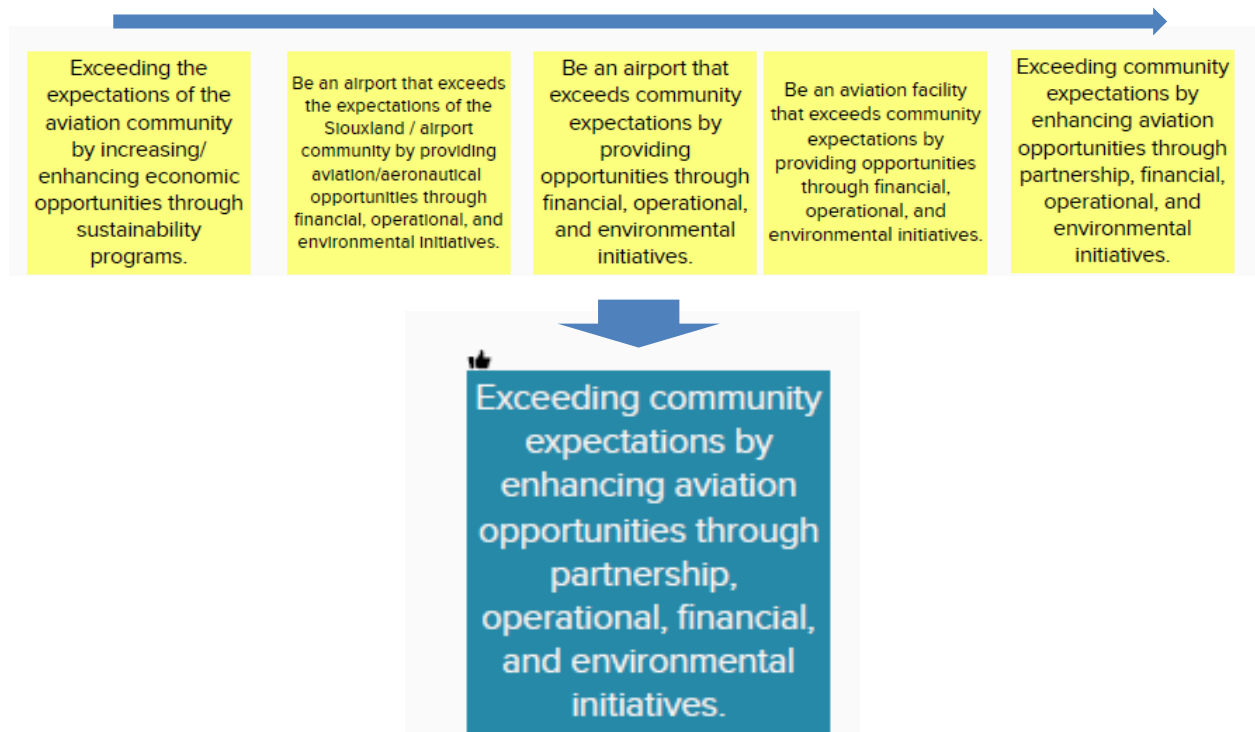 Exceeding the
expectations of the
aviation community
by increasing/
enhancing economic
opportunities through
sustainability
programs.
Be an airport that exceeds
the expectations of the
Siouxland / airport
community by providing
aviation/aeronautical
opportunities through
financial, operational, and
environmental initiatives.
Be an airport that
exceeds community
expectations by
providing
opportunities through
financial, operational,
and environmental
initiatives.
Be an aviation facility
that exceeds community
expectations by
providing opportunities
through financial,
operational, and
environmental initiatives.
Exceeding community
expectations by
enhancing aviation
opportunities through
partnership, financial,
operational, and
environmental
initiatives.
Exceeding community
expectations by
enhancing aviation
opportunities through
partnership,
operational, financial,
and environmental
initiatives.